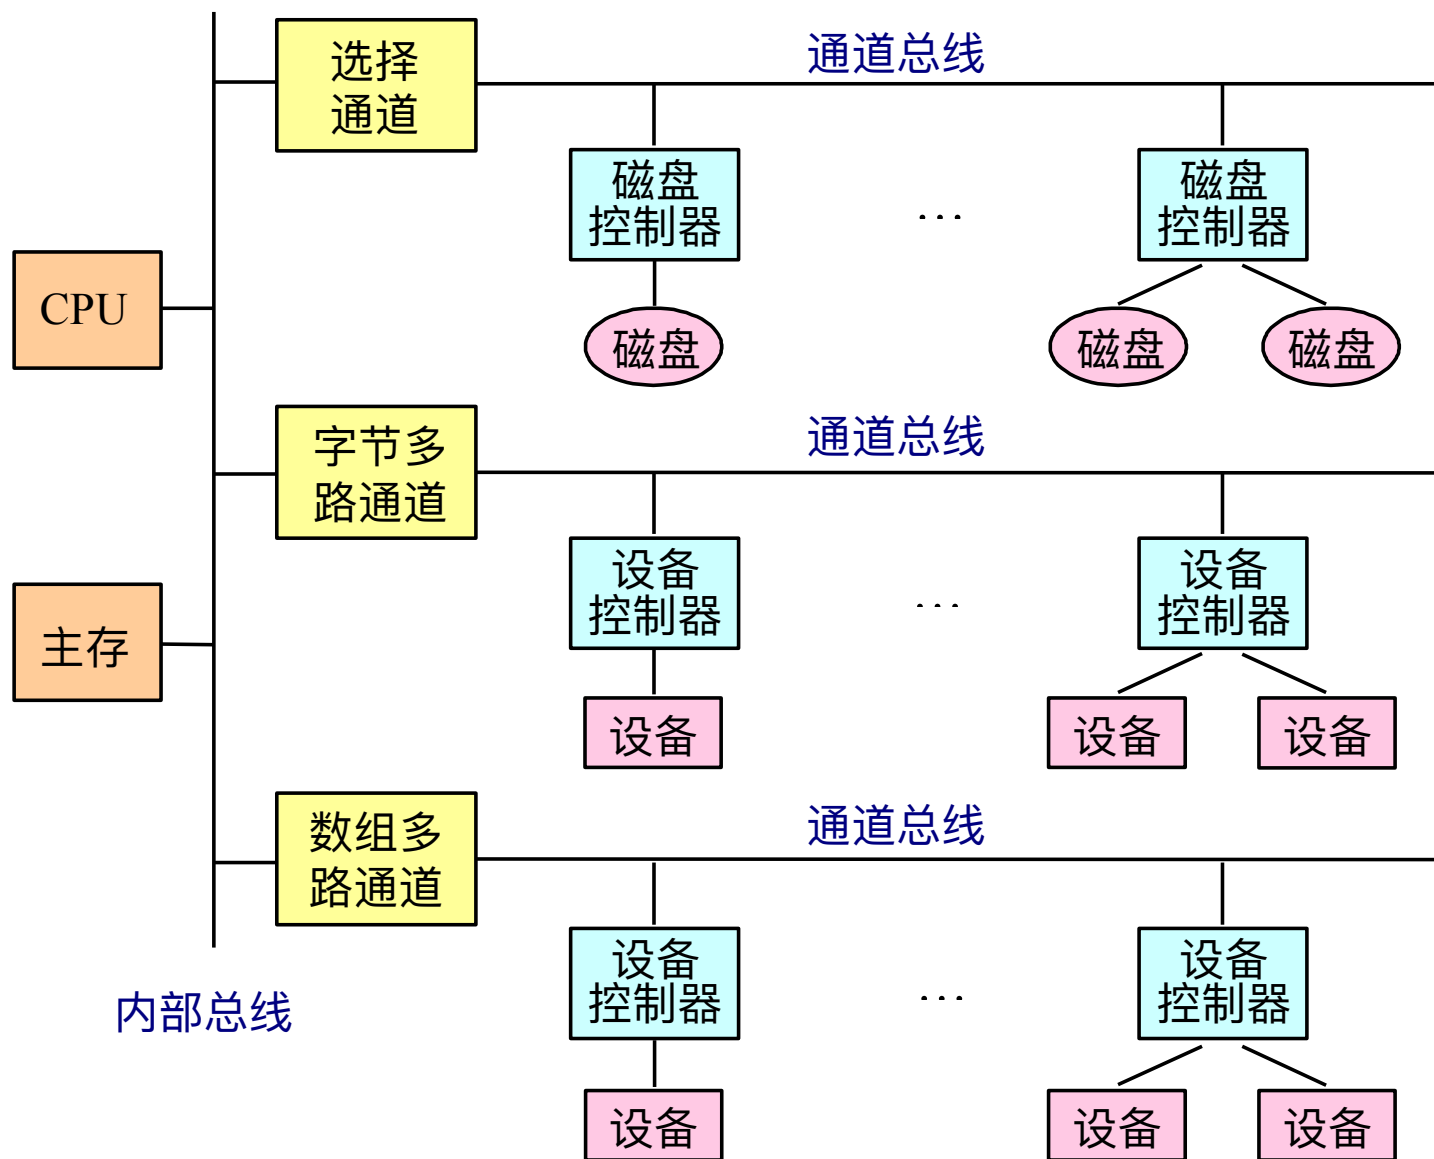 选择
通道
通道总线
磁盘
控制器
…
磁盘
控制器
磁盘
磁盘
磁盘
CPU
字节多
路通道
通道总线
设备
控制器
…
设备
控制器
设备
设备
设备
主存
数组多
路通道
通道总线
设备
控制器
…
设备
控制器
设备
设备
设备
内部总线